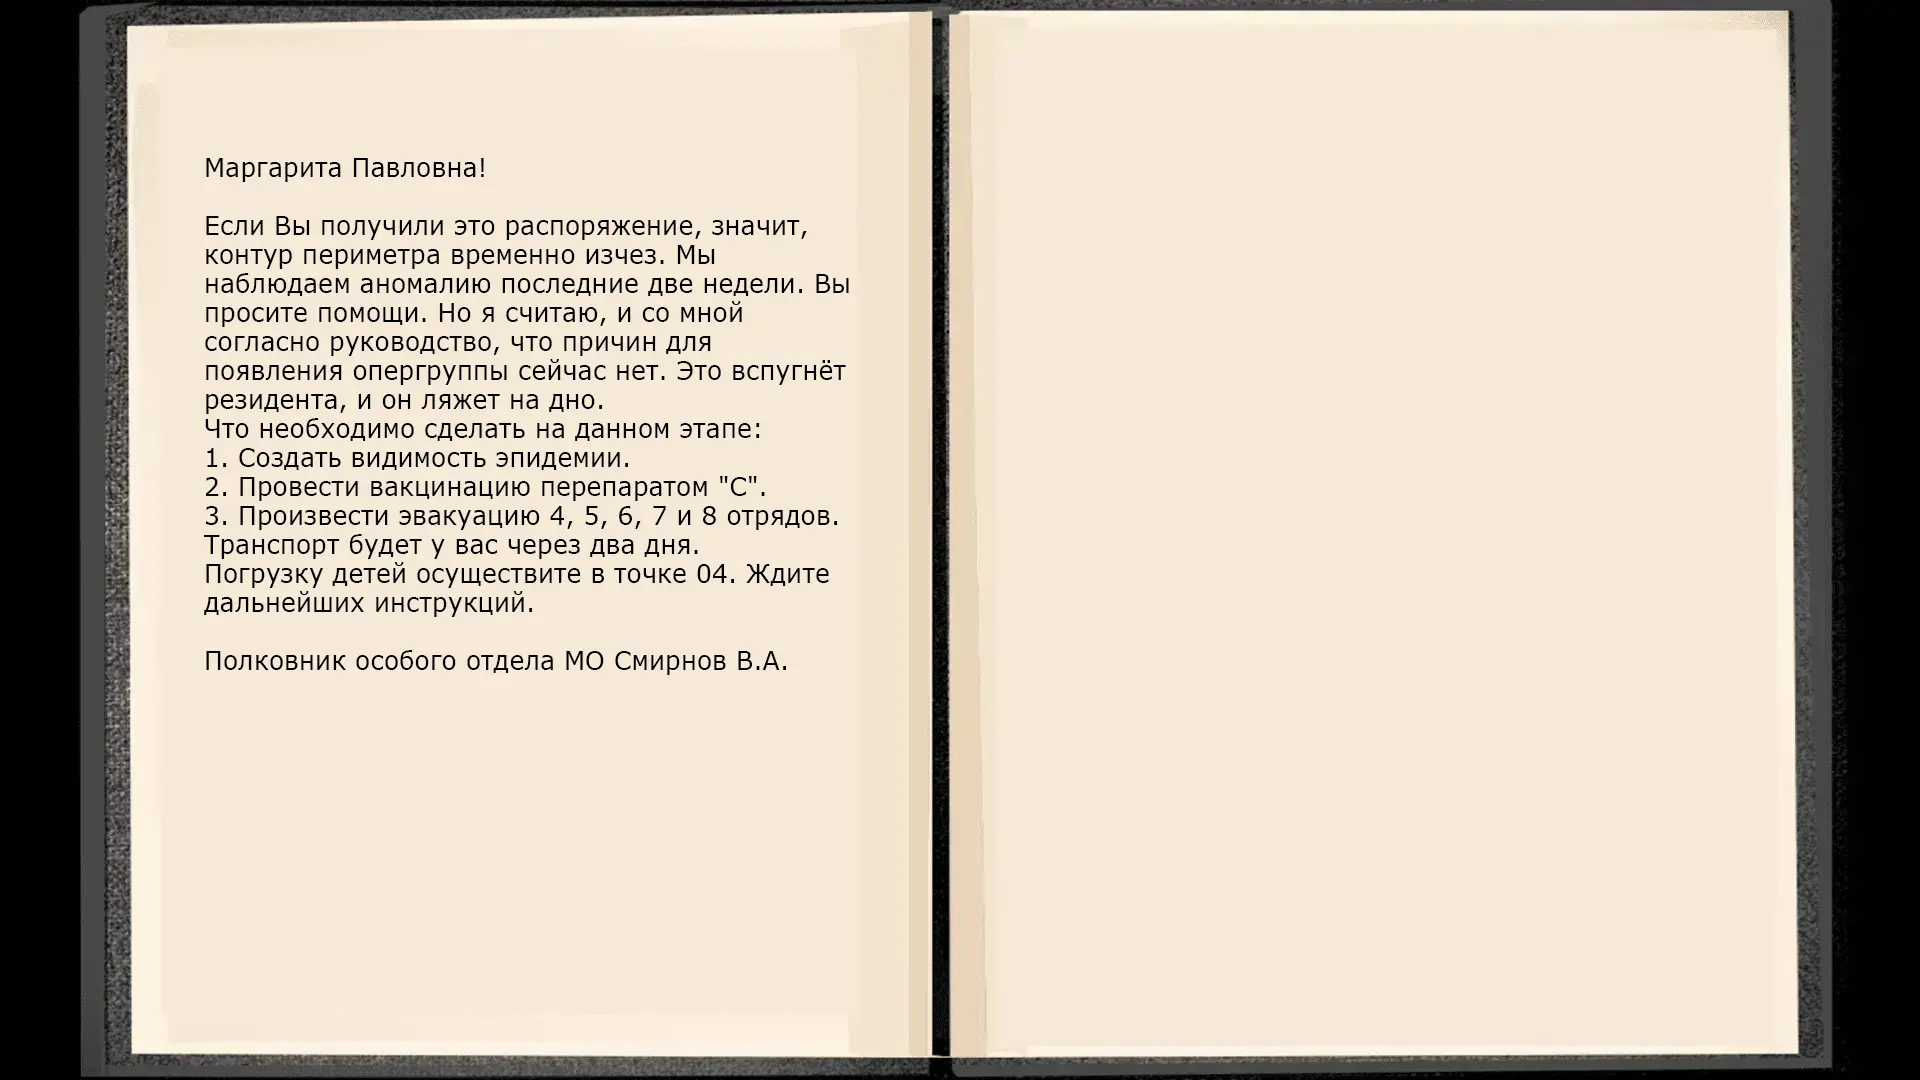 Маргарита Павловна!
Если Вы получили это распоряжение, значит,
контур периметра временно изчез. Мы
наблюдаем аномалию последние две недели. Вы
просите помощи. Но я считаю, и со мной
согласно руководство, что причин для
появления опергруппы сейчас нет. Это вспугнёт
резидента, и он ляжет на дно.
Что необходимо сделать на данном этапе:
1. Создать видимость эпидемии.
2. Провести вакцинацию перепаратом "С".
3. Произвести эвакуацию 4, 5, 6, 7 и 8 отрядов.
Транспорт будет у вас через два дня.
Погрузку детей осуществите в точке 04. Ждите
дальнейших инструкций.
Полковник особого отдела МО Смирнов В.А.